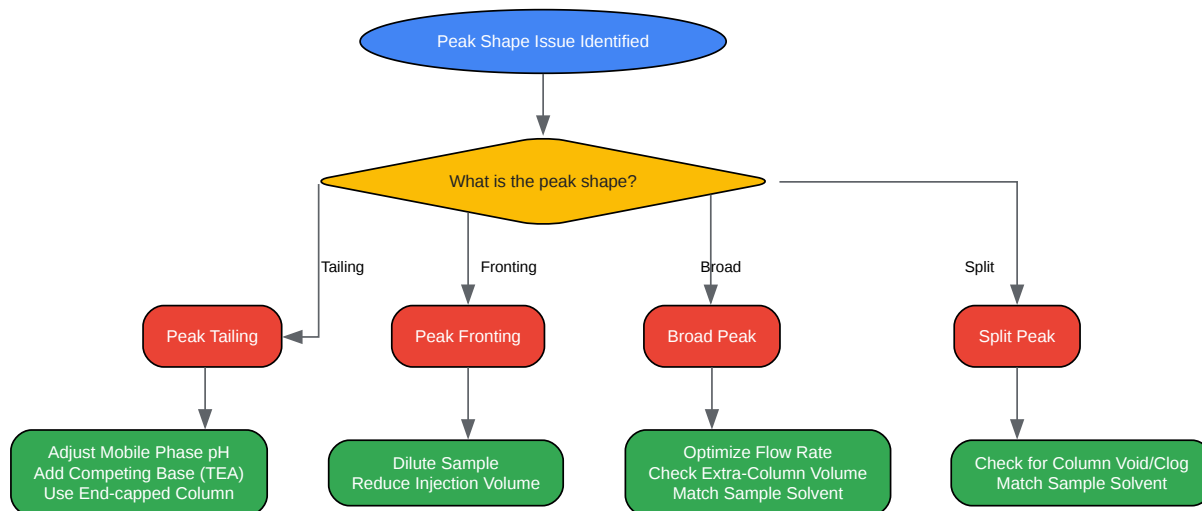 Peak Shape Issue Identified
What is the peak shape?
Tailing
Fronting
Broad
Split
Peak Tailing
Peak Fronting
Broad Peak
Split Peak
Adjust Mobile Phase pH
Add Competing Base (TEA)
Use End-capped Column
Dilute Sample
Reduce Injection Volume
Optimize Flow Rate
Check Extra-Column Volume
Match Sample Solvent
Check for Column Void/Clog
Match Sample Solvent